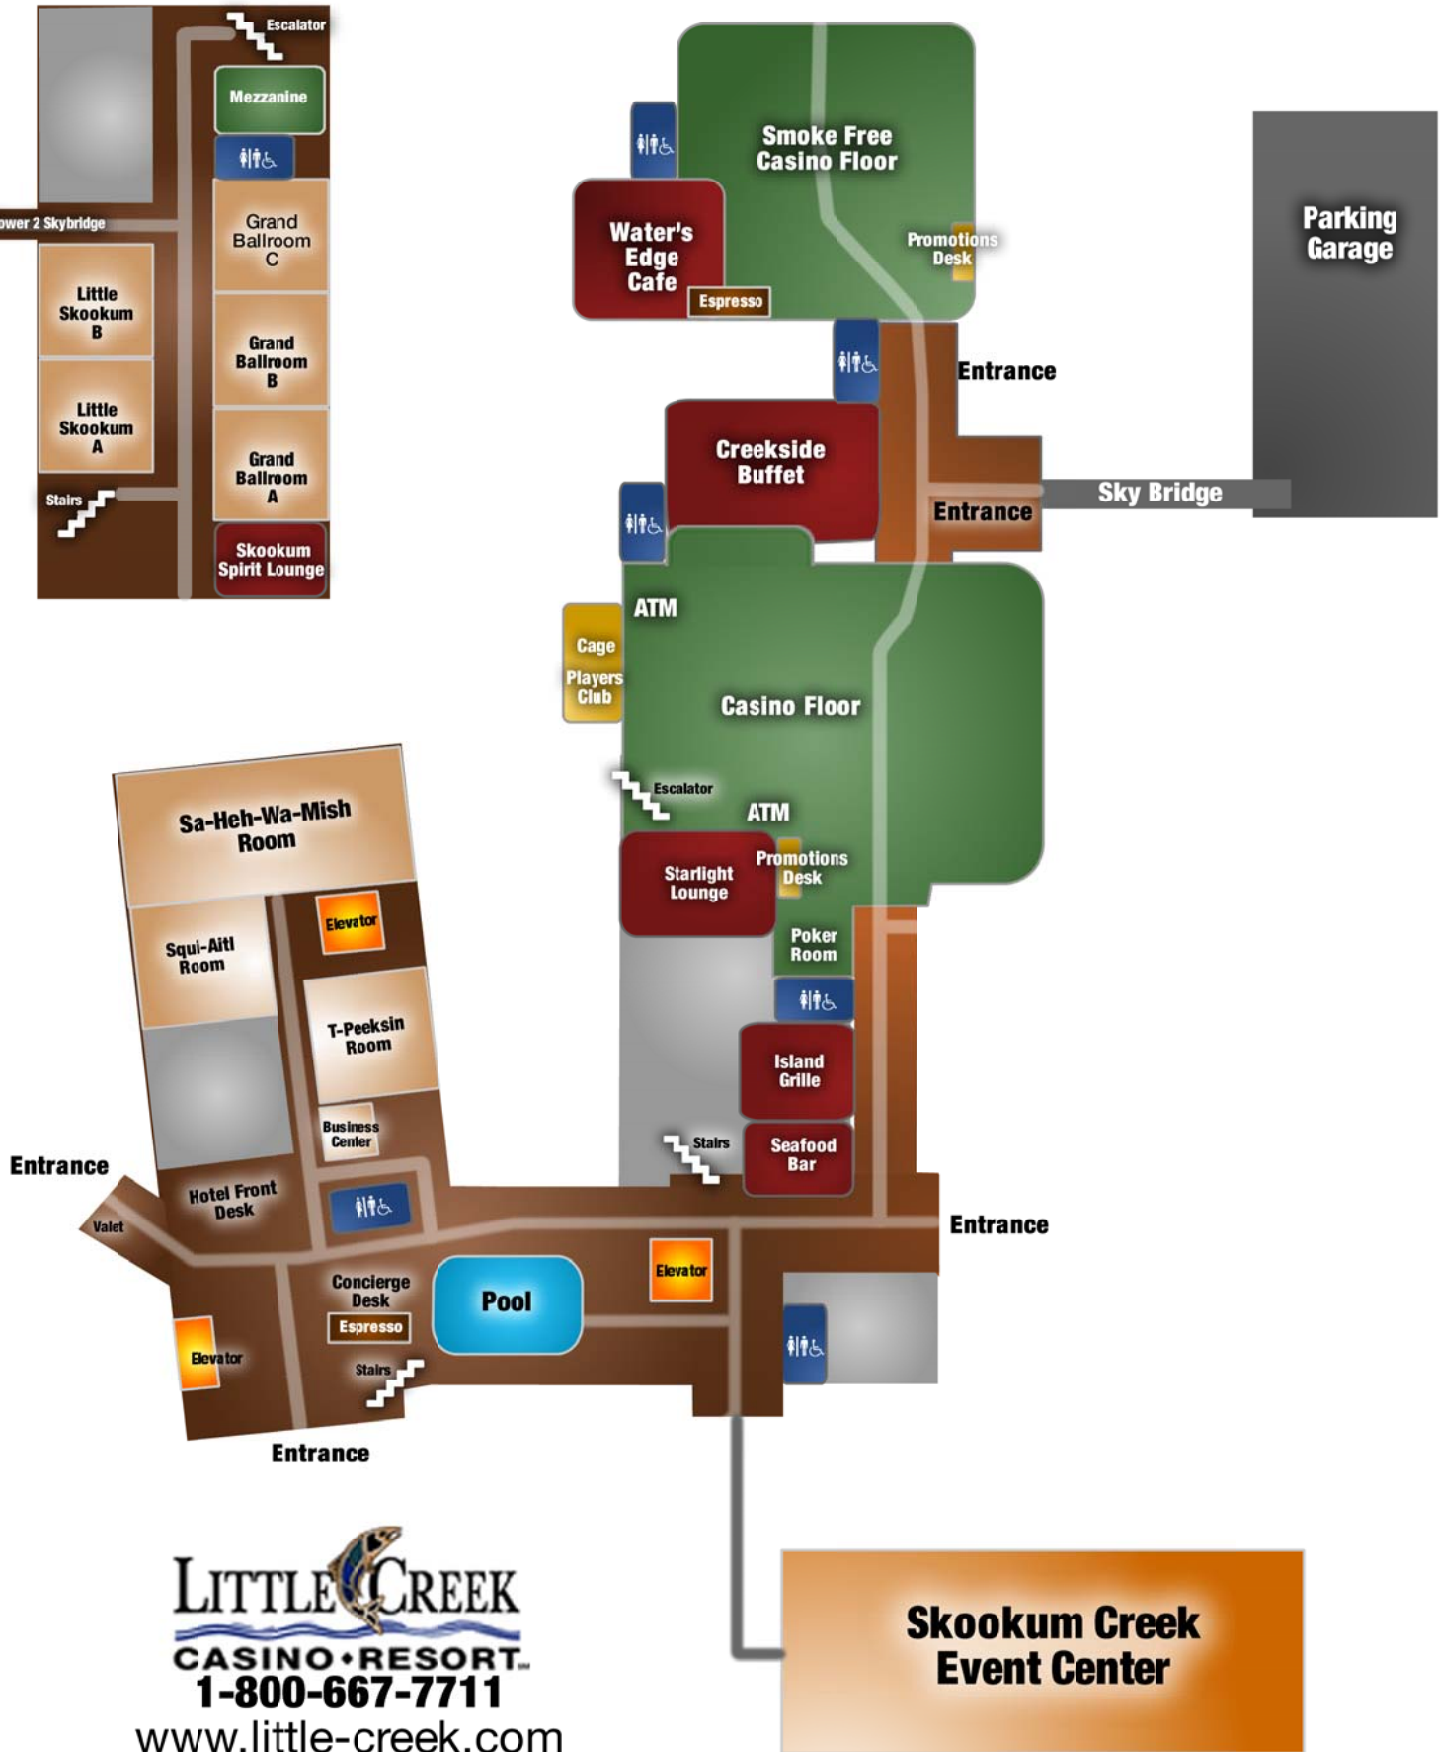 Escalator
Mezzanine
ower 2 Skybridge
Grand
Ballroom
C
Little
Skookum
B
Grand
Ballroom
B
Little
Skookum
A
Grand
Ballroom
A
Stairs
Skookum
Spirit Lounge
Smoke Free
Casino Floor
Water's
Edge
Cafe
Espresso
Promotions
Desk
Parking
Garage
Entrance
Creekside
Buffet
Sky Bridge
Entrance
ATM
Cage
Players
Club
Casino Floor
Escalator
ATM
Starlight
Lounge
Promotions
Desk
Poker
Room
Island
Grille
Stairs
Seafood
Bar
Entrance
Sa-Heh-Wa-Mish
Room
Elevator
Squi-Aitl
Room
T-Peeksin
Room
Business
Center
Entrance
Valet
Hotel Front
Desk
Concierge
Desk
Espresso
Pool
Elevator
Elevator
Stairs
Entrance
LITTLE CREEK
CASINO • RESORT SM
1-800-667-7711
www.little-creek.com
Skookum Creek
Event Center